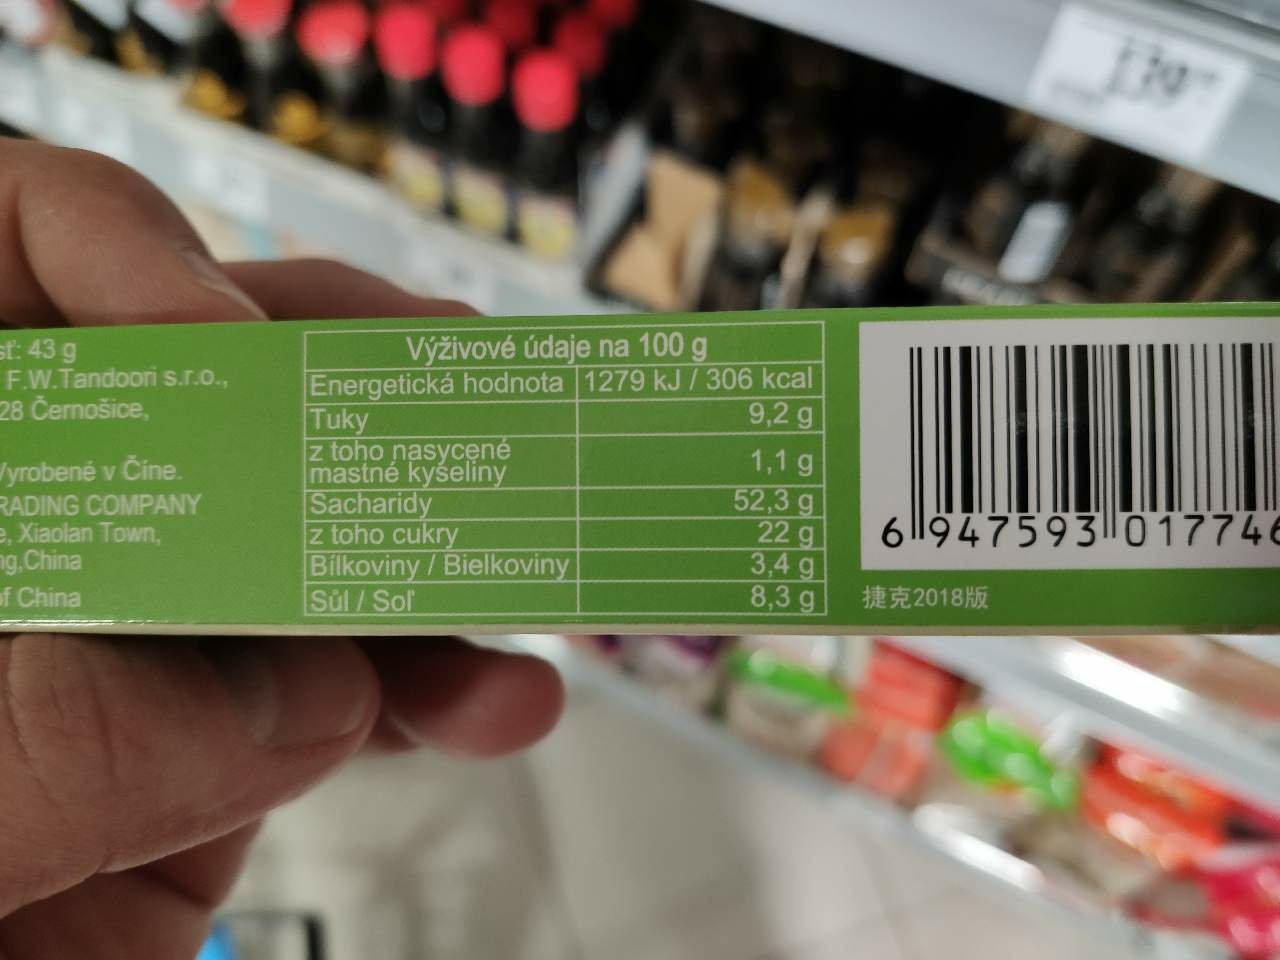 139
sť: 43 g
F.W.Tandoori s.r.o.,
28 Černošice,
Vyrobené v Číne.
RADING COMPANY
e, Xiaolan Town,
ng,China
of China
Výživové údaje na 100 g
Energetická hodnota 1279 kJ / 306 kcal
Tuky 9,2 g
z toho nasycené
mastné kyseliny 1,1 g
Sacharidy 52,3 g
z toho cukry 22 g
Bílkoviny / Bielkoviny 3,4 g
Sůl / Soľ 8,3 g
6 947593 017746
捷克2018版